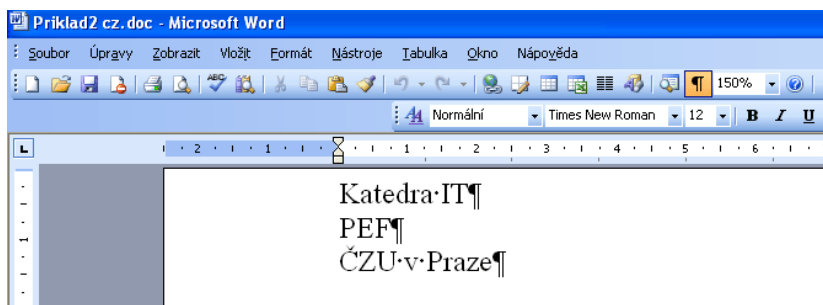 Priklad2 cz.doc - Microsoft Word
Soubor Úpravy Zobrazit Vložit Formát Nástroje Tabulka Okno Nápověda
ABC ¶ 150%
Normální Times New Roman 12 B I U
L 2 1 1 2 3 4 5 6
Katedra·IT¶
PEF¶
ČZU·v·Praze¶
1